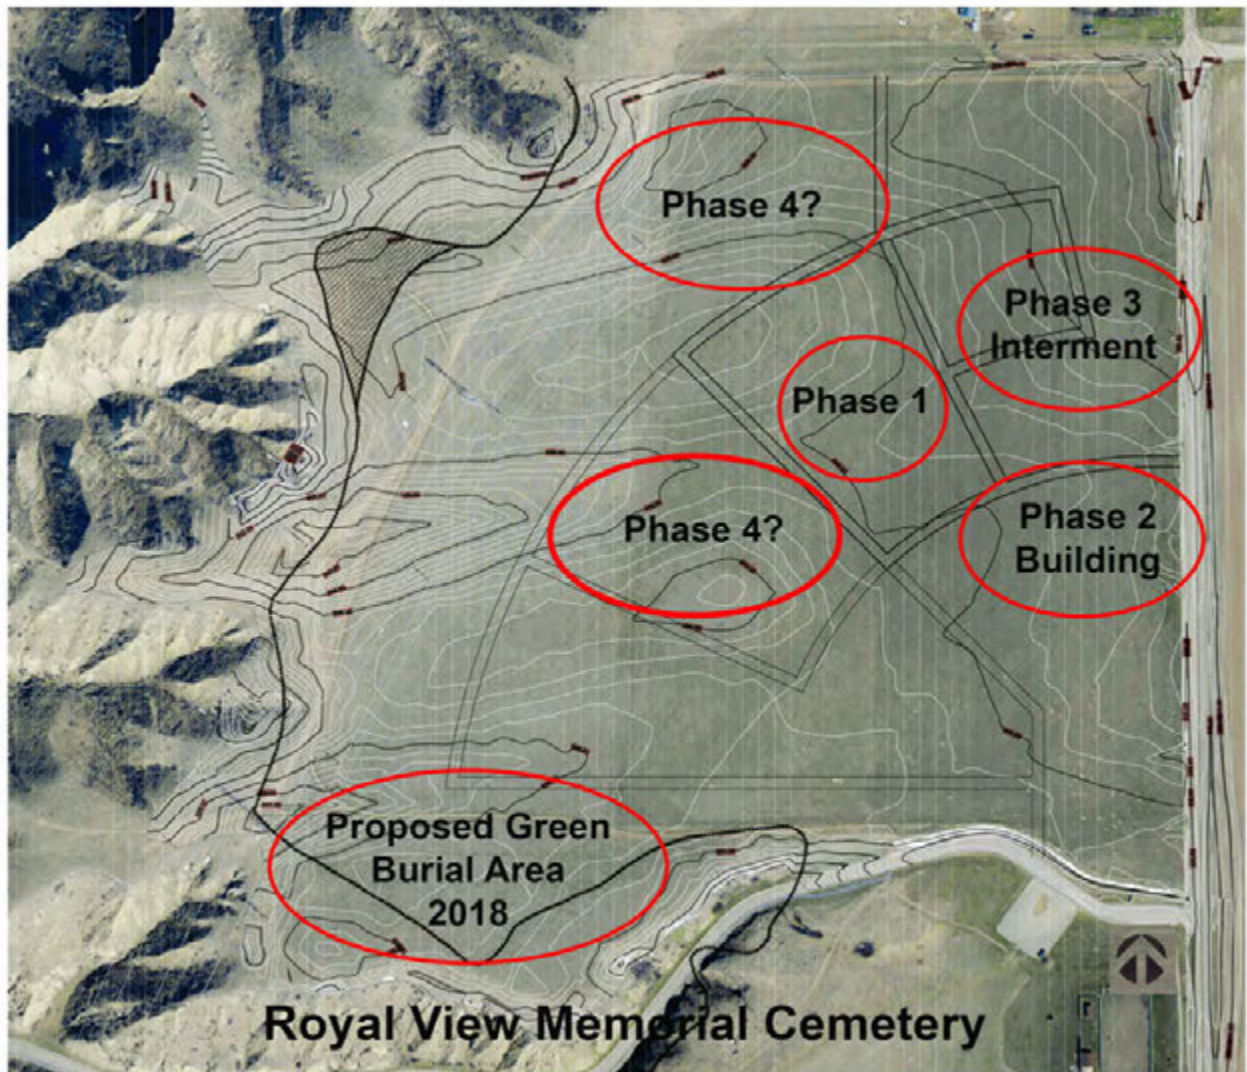 Phase 4?
Phase 3
Interment
Phase 1
Phase 4?
Phase 2
Building
Proposed Green
Burial Area
2018
Royal View Memorial Cemetery